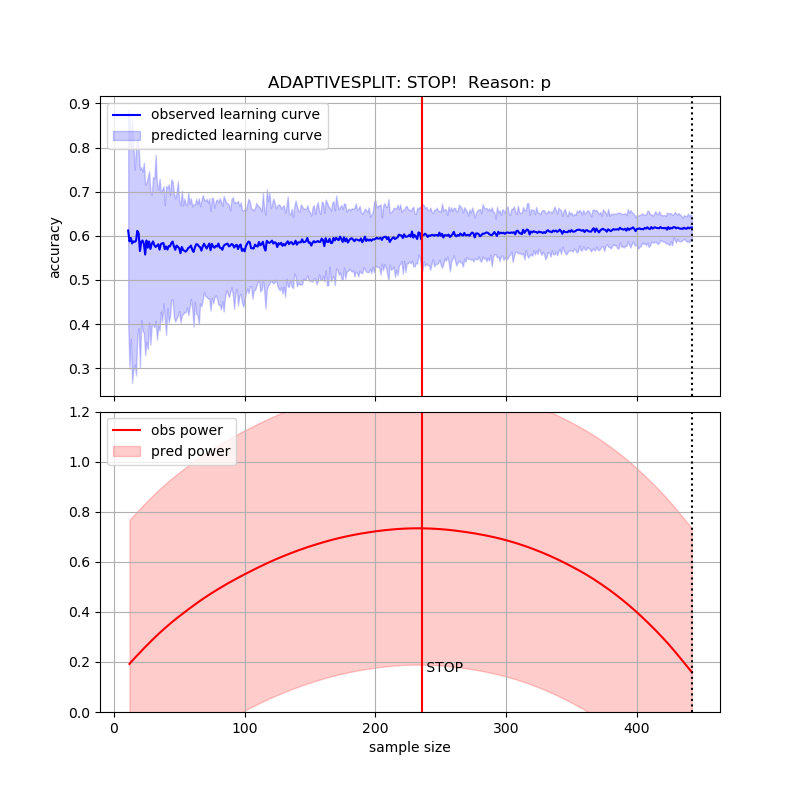 ADAPTIVESPLIT: STOP!  Reason: p
observed learning curve
predicted learning curve
accuracy
0.9
0.8
0.7
0.6
0.5
0.4
0.3
obs power
pred power
1.2
1.0
0.8
0.6
0.4
0.2
0.0
STOP
0 100 200 300 400
sample size